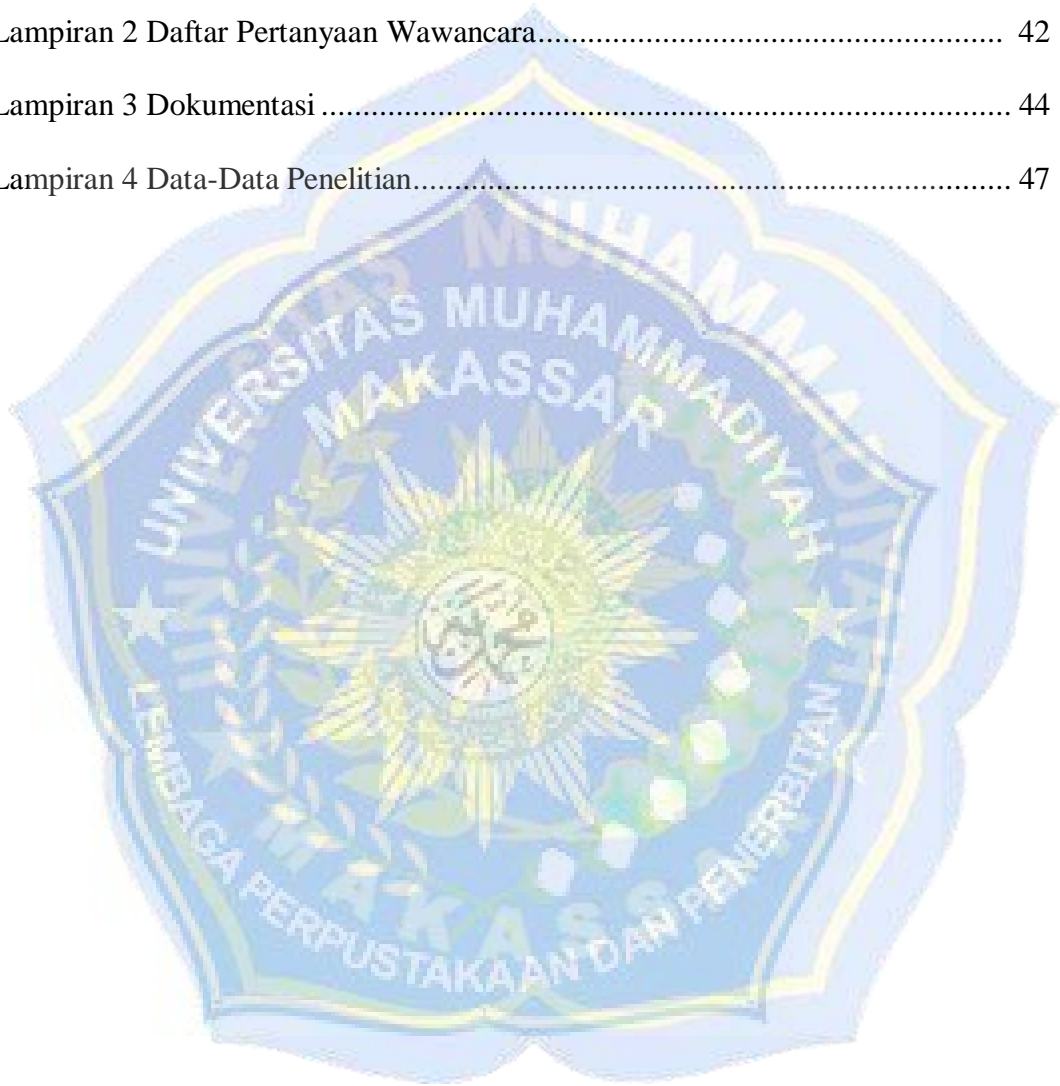 Lampiran 2 Daftar Pertanyaan Wawancara........................................................ 42
Lampiran 3 Dokumentasi................................................................................... 44
Lampiran 4 Data-Data Penelitian........................................................................ 47
UNIVERSITAS MUHAMMADIYAH
MAKASSAR
LEMBAGA PERPUSTAKAAN DAN PENERBITAN
MAKASSAR